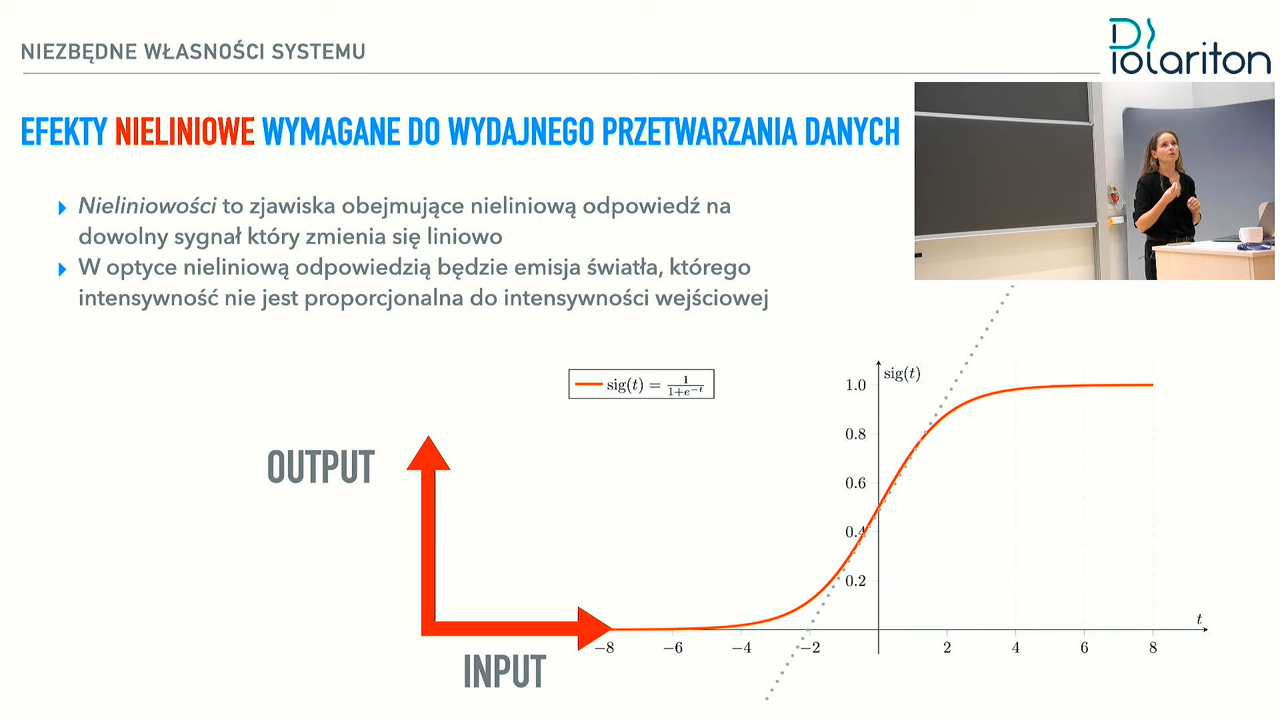 NIEZBĘDNE WŁASNOŚCI SYSTEMU
Polariton
EFEKTY NIELINIOWE WYMAGANE DO WYDAJNEGO PRZETWARZANIA DANYCH
Nieliniowości to zjawiska obejmujące nieliniową odpowiedź na
dowolny sygnał który zmienia się liniowo
W optyce nieliniową odpowiedzią będzie emisja światła, którego
intensywność nie jest proporcjonalna do intensywności wejściowej
sig(t) = 1/(1+e^−t)
sig(t)
1.0
0.8
0.6
0.4
0.2
OUTPUT
INPUT
t
−8 −6 −4 −2 2 4 6 8